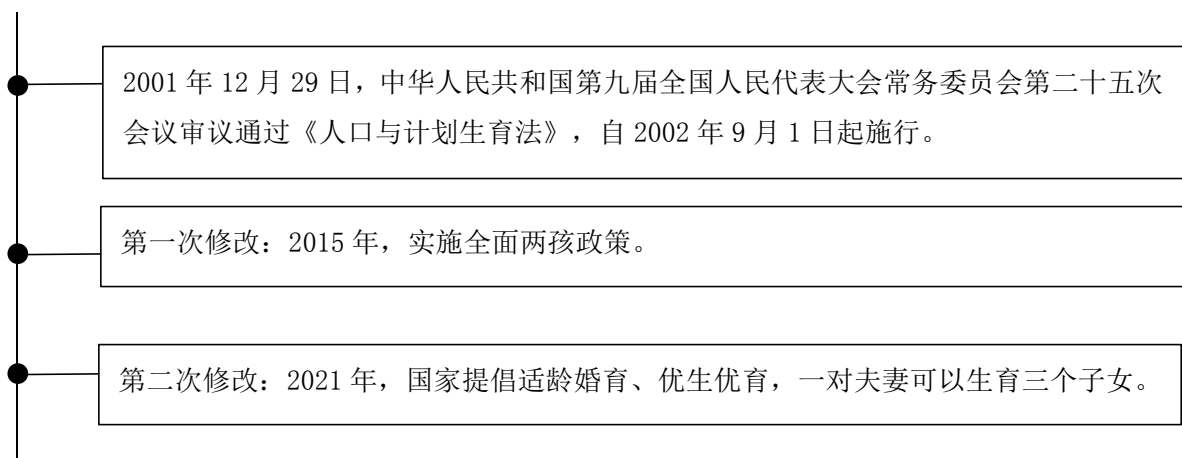 2001 年 12 月 29 日，中华人民共和国第九届全国人民代表大会常务委员会第二十五次
会议审议通过《人口与计划生育法》，自 2002 年 9 月 1 日起施行。
第一次修改：2015 年，实施全面两孩政策。
第二次修改：2021 年，国家提倡适龄婚育、优生优育，一对夫妻可以生育三个子女。